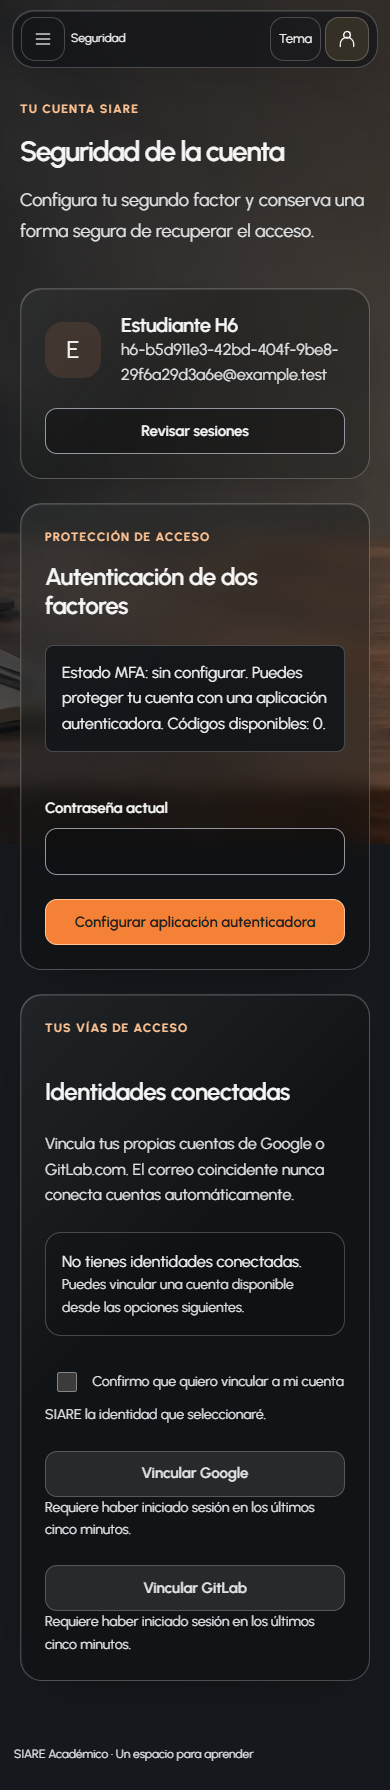 Seguridad
Tema
TU CUENTA SIARE
Seguridad de la cuenta
Configura tu segundo factor y conserva una
forma segura de recuperar el acceso.
E
Estudiante H6
h6-b5d911e3-42bd-404f-9be8-
29f6a29d3a6e@example.test
Revisar sesiones
PROTECCIÓN DE ACCESO
Autenticación de dos
factores
Estado MFA: sin configurar. Puedes
proteger tu cuenta con una aplicación
autenticadora. Códigos disponibles: 0.
Contraseña actual
Configurar aplicación autenticadora
TUS VÍAS DE ACCESO
Identidades conectadas
Vincula tus propias cuentas de Google o
GitLab.com. El correo coincidente nunca
conecta cuentas automáticamente.
No tienes identidades conectadas.
Puedes vincular una cuenta disponible
desde las opciones siguientes.
Confirmo que quiero vincular a mi cuenta
SIARE la identidad que seleccionaré.
Vincular Google
Requiere haber iniciado sesión en los últimos
cinco minutos.
Vincular GitLab
Requiere haber iniciado sesión en los últimos
cinco minutos.
SIARE Académico · Un espacio para aprender